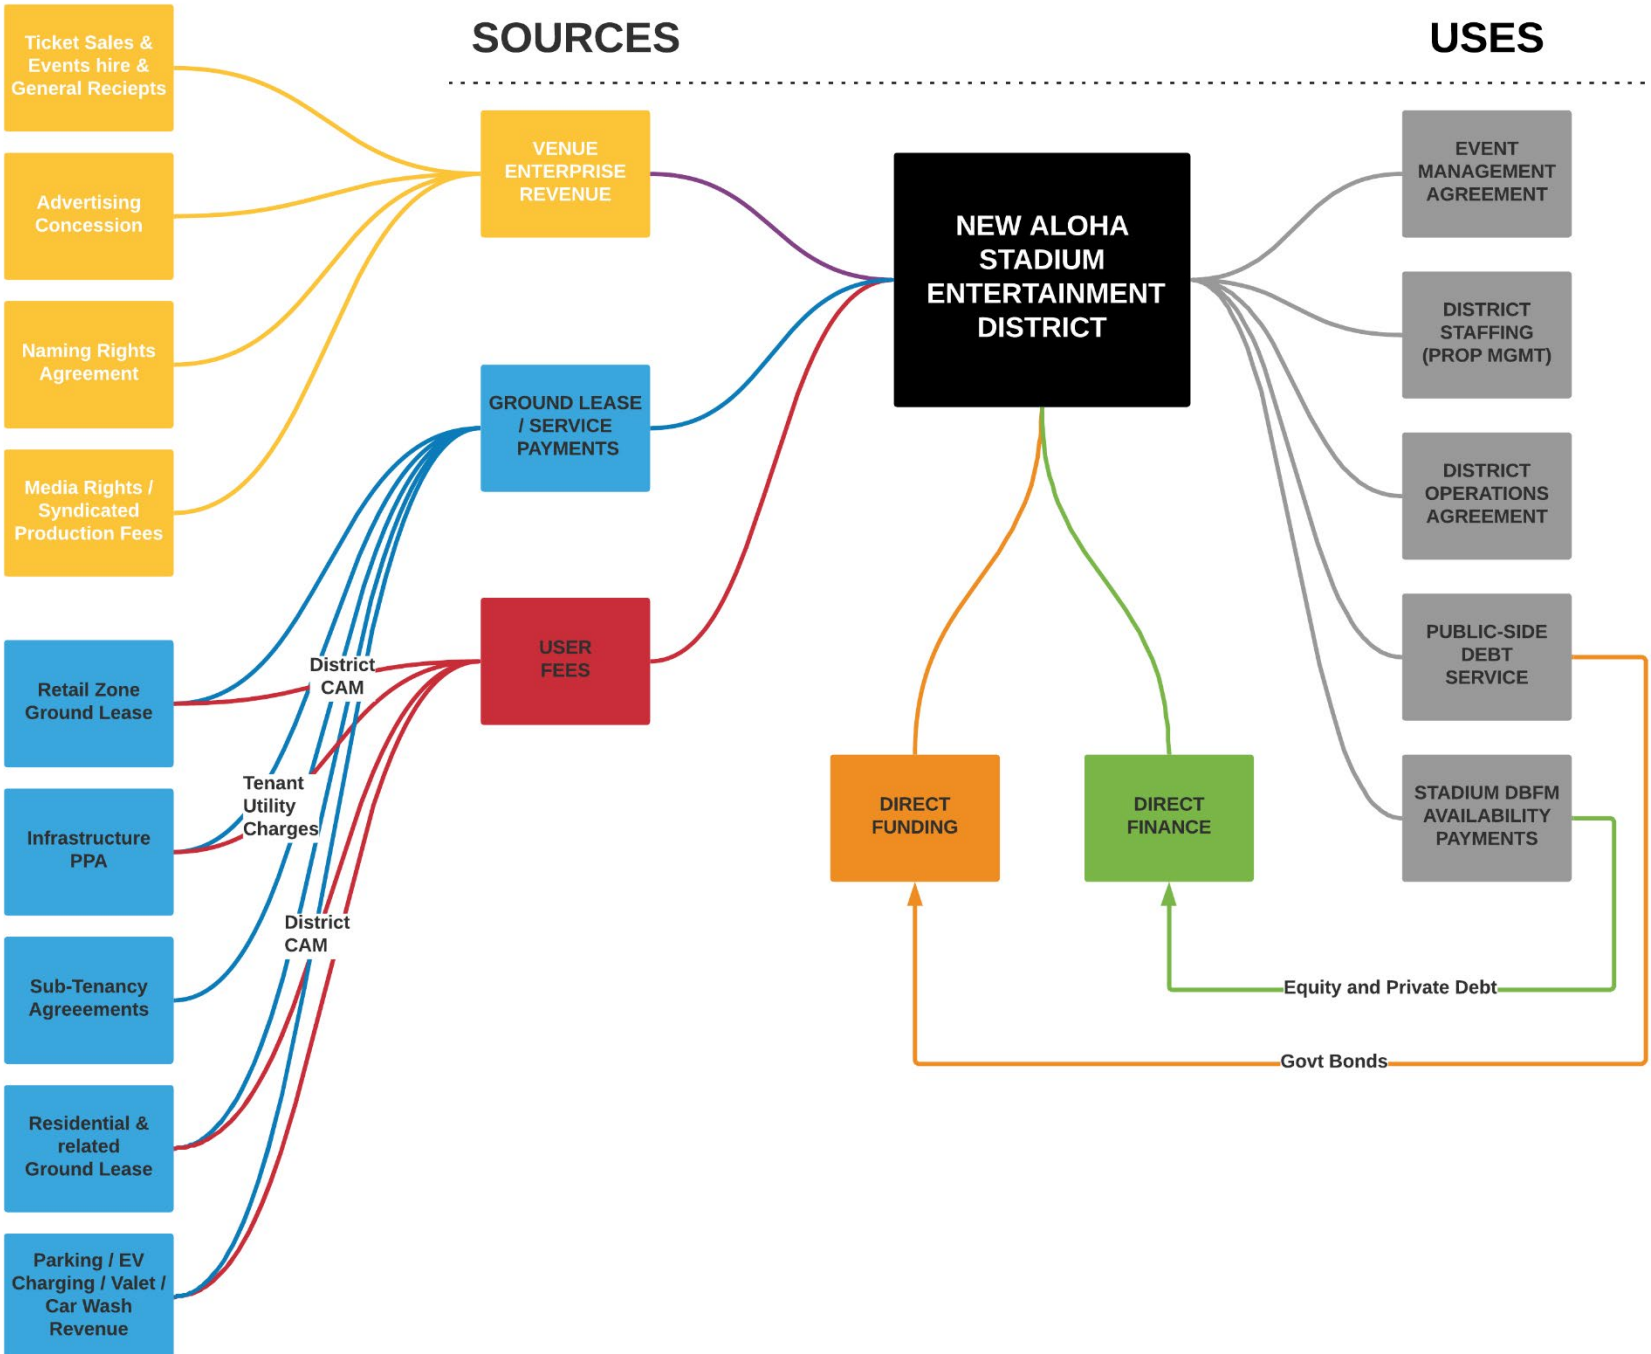 SOURCES
USES
Ticket Sales &
Events hire &
General Reciepts
Advertising
Concession
Naming Rights
Agreement
Media Rights /
Syndicated
Production Fees
Retail Zone
Ground Lease
Infrastructure
PPA
Sub-Tenancy
Agreeements
Residential &
related
Ground Lease
Parking / EV
Charging / Valet /
Car Wash
Revenue
District
CAM
Tenant
Utility
Charges
District
CAM
VENUE
ENTERPRISE
REVENUE
GROUND LEASE
/ SERVICE
PAYMENTS
USER
FEES
NEW ALOHA
STADIUM
ENTERTAINMENT
DISTRICT
DIRECT
FUNDING
DIRECT
FINANCE
EVENT
MANAGEMENT
AGREEMENT
DISTRICT
STAFFING
(PROP MGMT)
DISTRICT
OPERATIONS
AGREEMENT
PUBLIC-SIDE
DEBT
SERVICE
STADIUM DBFM
AVAILABILITY
PAYMENTS
Equity and Private Debt
Govt Bonds